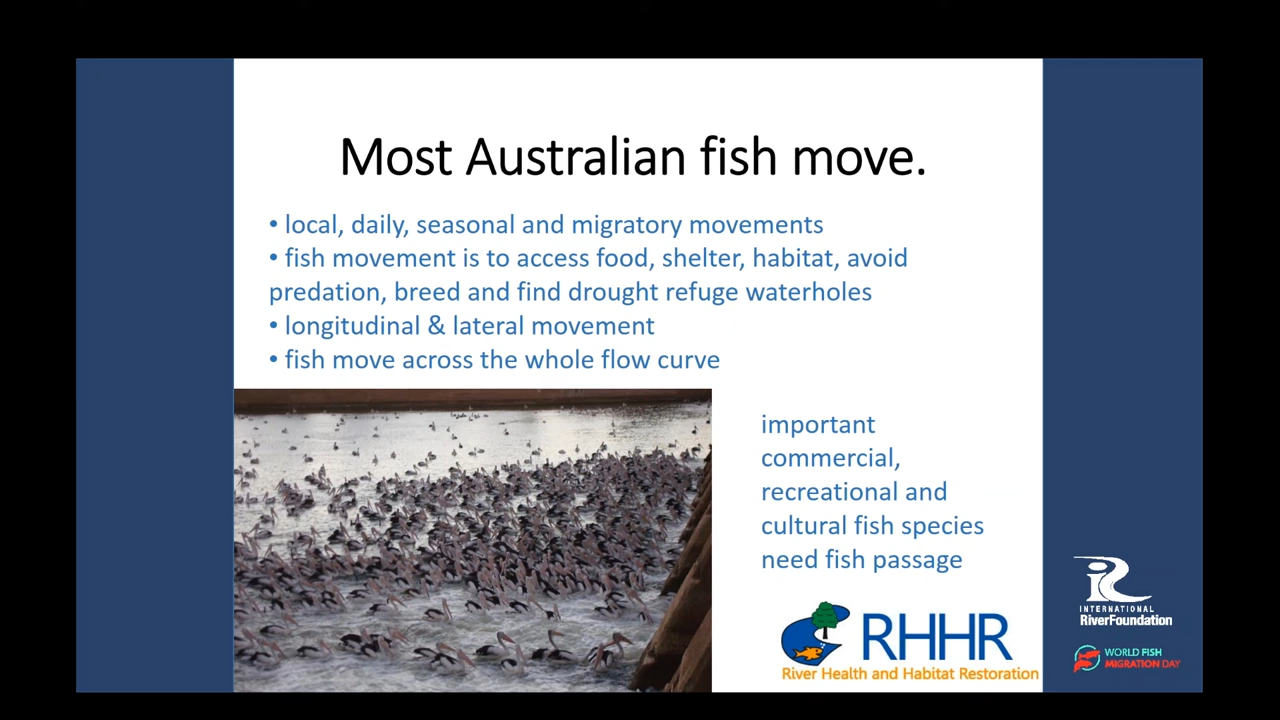 Most Australian fish move.
• local, daily, seasonal and migratory movements
• fish movement is to access food, shelter, habitat, avoid
predation, breed and find drought refuge waterholes
• longitudinal & lateral movement
• fish move across the whole flow curve
important
commercial,
recreational and
cultural fish species
need fish passage
RHHR
River Health and Habitat Restoration
INTERNATIONAL
RiverFoundation
WORLD FISH
MIGRATION DAY